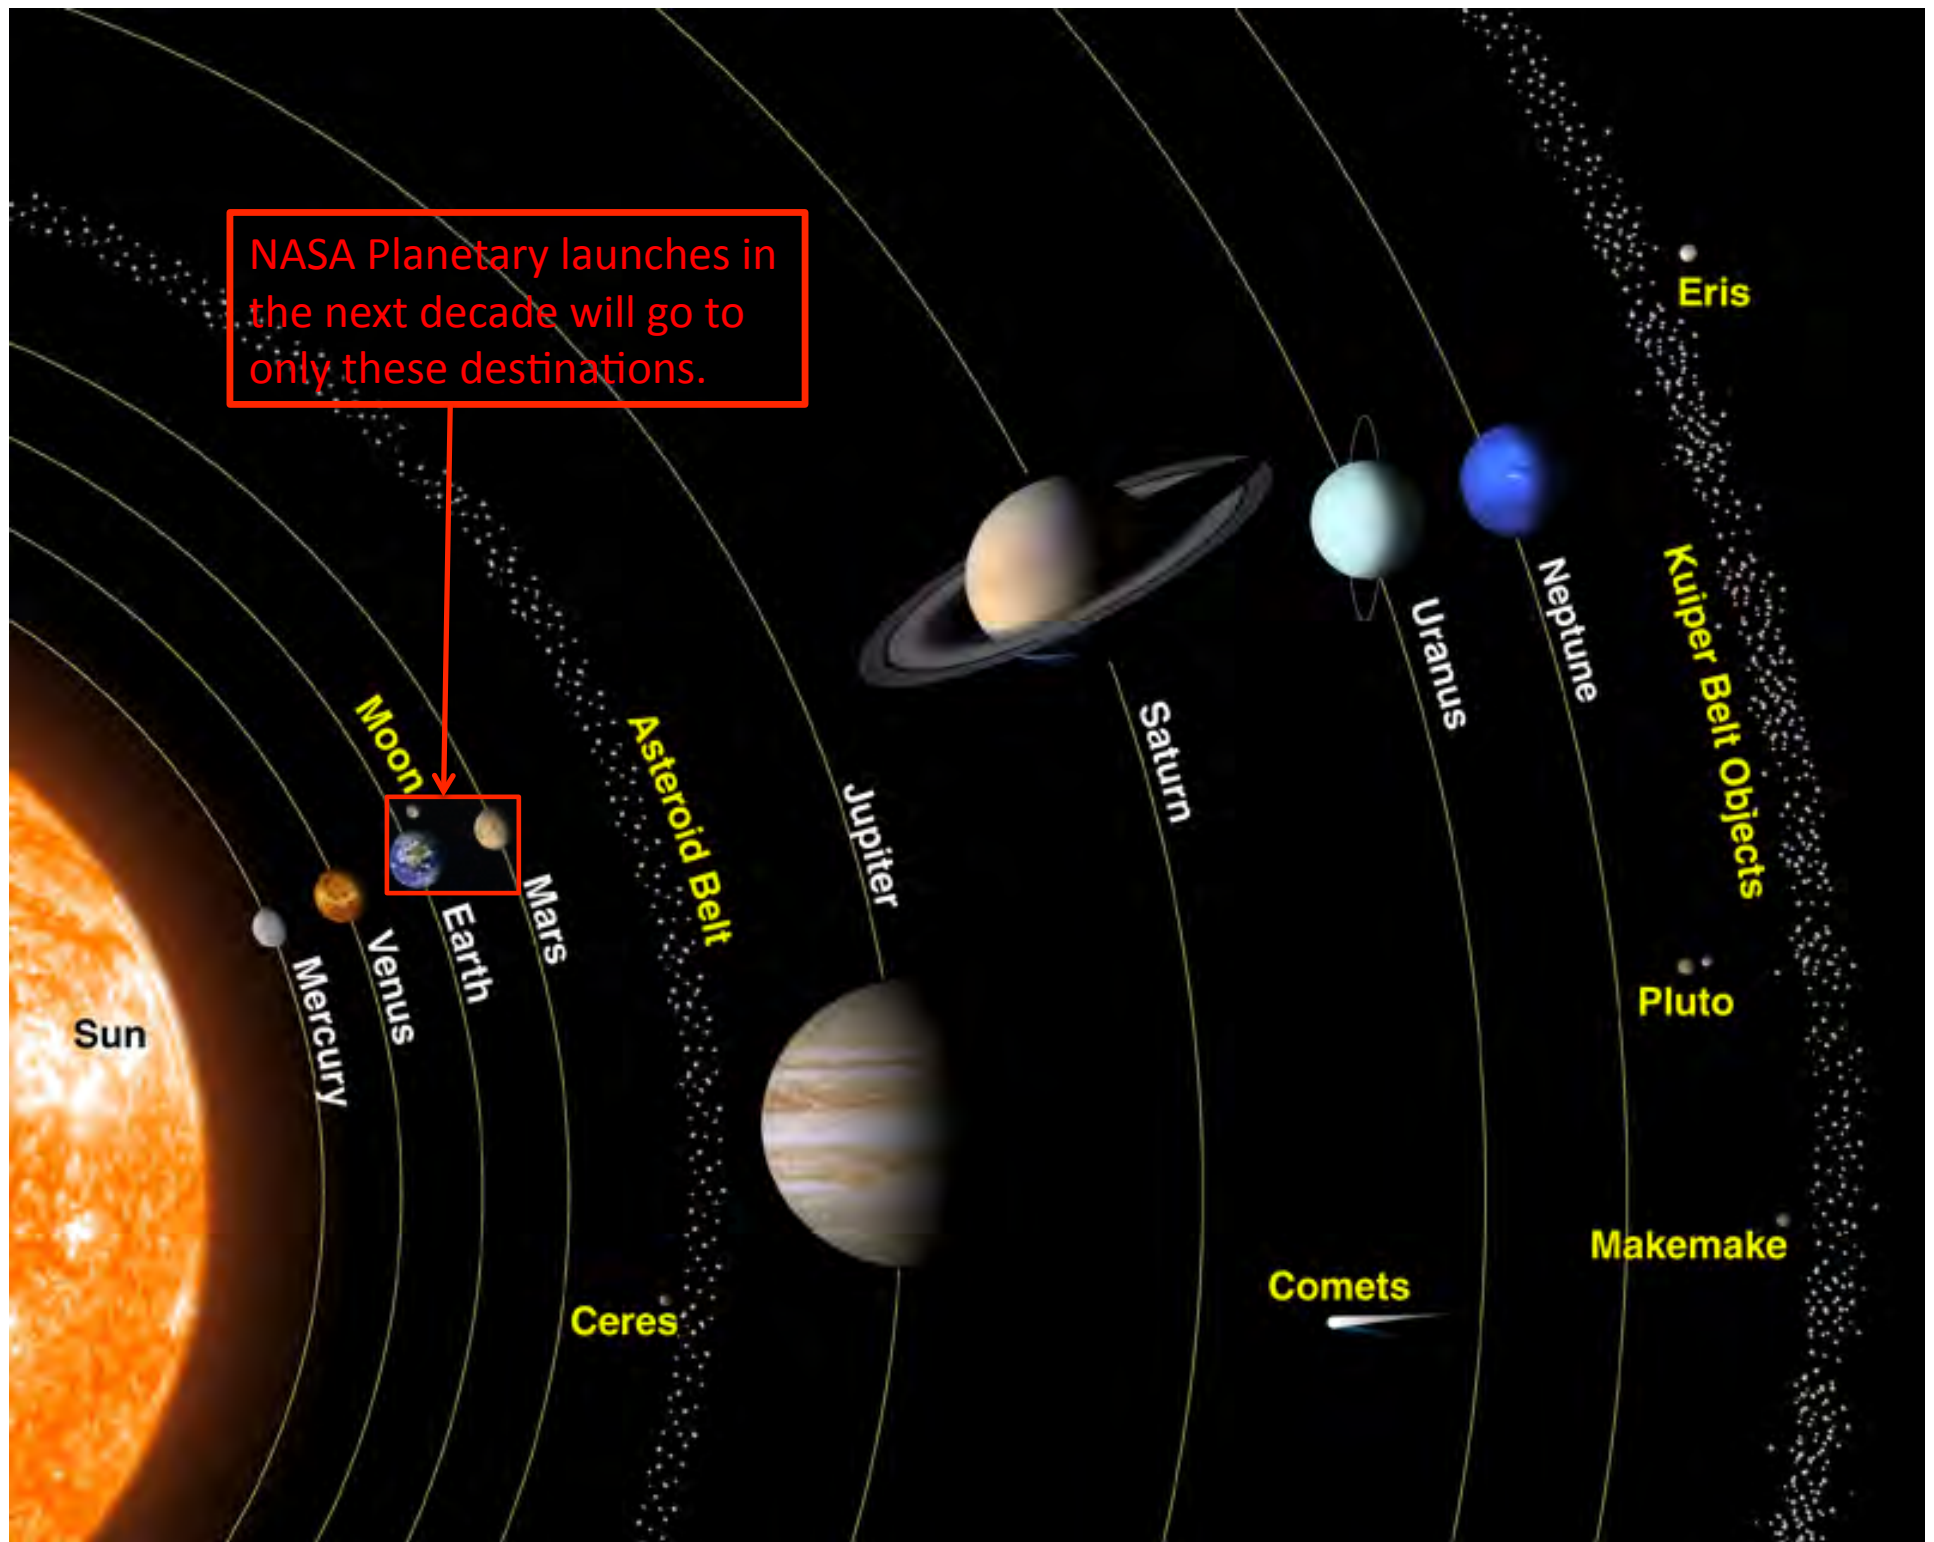 NASA Planetary launches in
the next decade will go to
only these destinations.
Eris
Kuiper Belt Objects
Neptune
Uranus
Saturn
Moon
Asteroid Belt
Jupiter
Mars
Earth
Venus
Mercury
Sun
Pluto
Makemake
Comets
Ceres